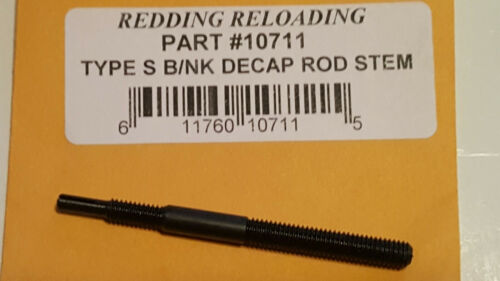 REDDING RELOADING
PART #10711
TYPE S B/NK DECAP ROD STEM
6 11760 10711 5